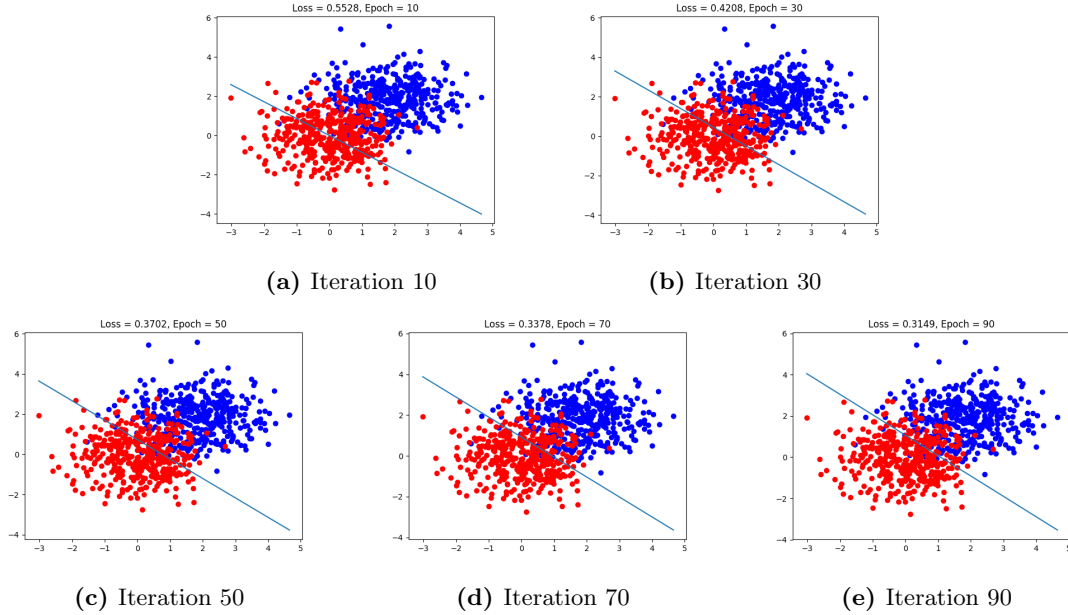 Loss = 0.5528, Epoch = 10
6
4
2
0
−2
−4
−3 −2 −1 0 1 2 3 4 5
(a) Iteration 10
Loss = 0.4208, Epoch = 30
6
4
2
0
−2
−4
−3 −2 −1 0 1 2 3 4 5
(b) Iteration 30
Loss = 0.3702, Epoch = 50
6
4
2
0
−2
−4
−3 −2 −1 0 1 2 3 4 5
(c) Iteration 50
Loss = 0.3378, Epoch = 70
6
4
2
0
−2
−4
−3 −2 −1 0 1 2 3 4 5
(d) Iteration 70
Loss = 0.3149, Epoch = 90
6
4
2
0
−2
−4
−3 −2 −1 0 1 2 3 4 5
(e) Iteration 90